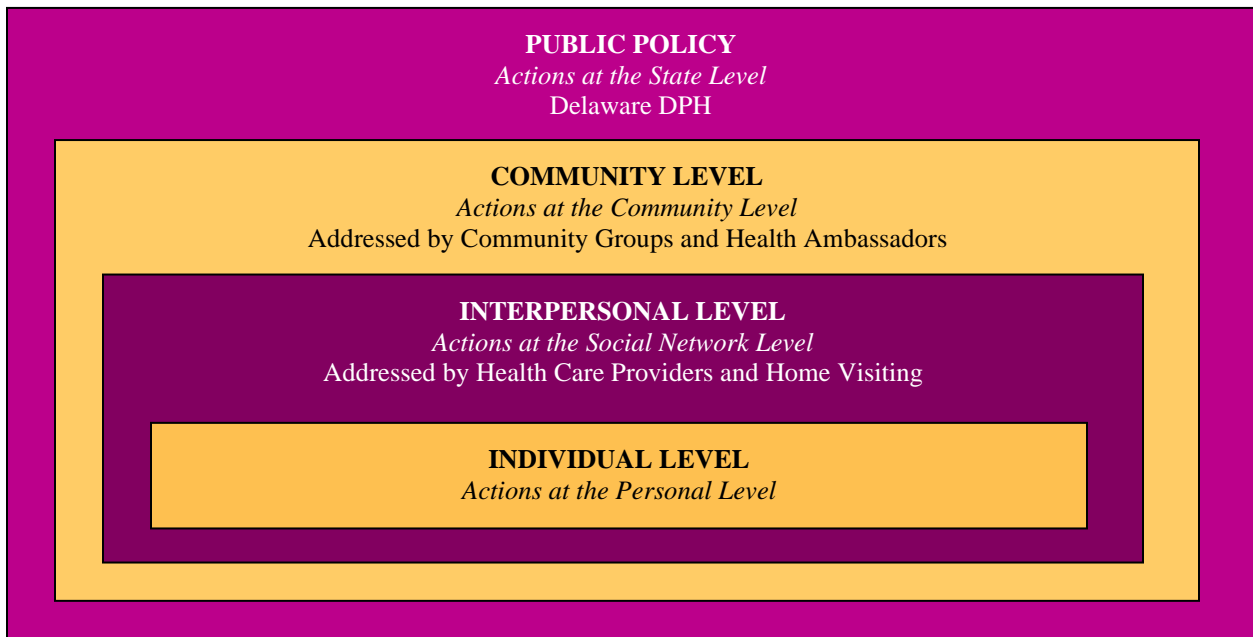 PUBLIC POLICY
Actions at the State Level
Delaware DPH
COMMUNITY LEVEL
Actions at the Community Level
Addressed by Community Groups and Health Ambassadors
INTERPERSONAL LEVEL
Actions at the Social Network Level
Addressed by Health Care Providers and Home Visiting
INDIVIDUAL LEVEL
Actions at the Personal Level